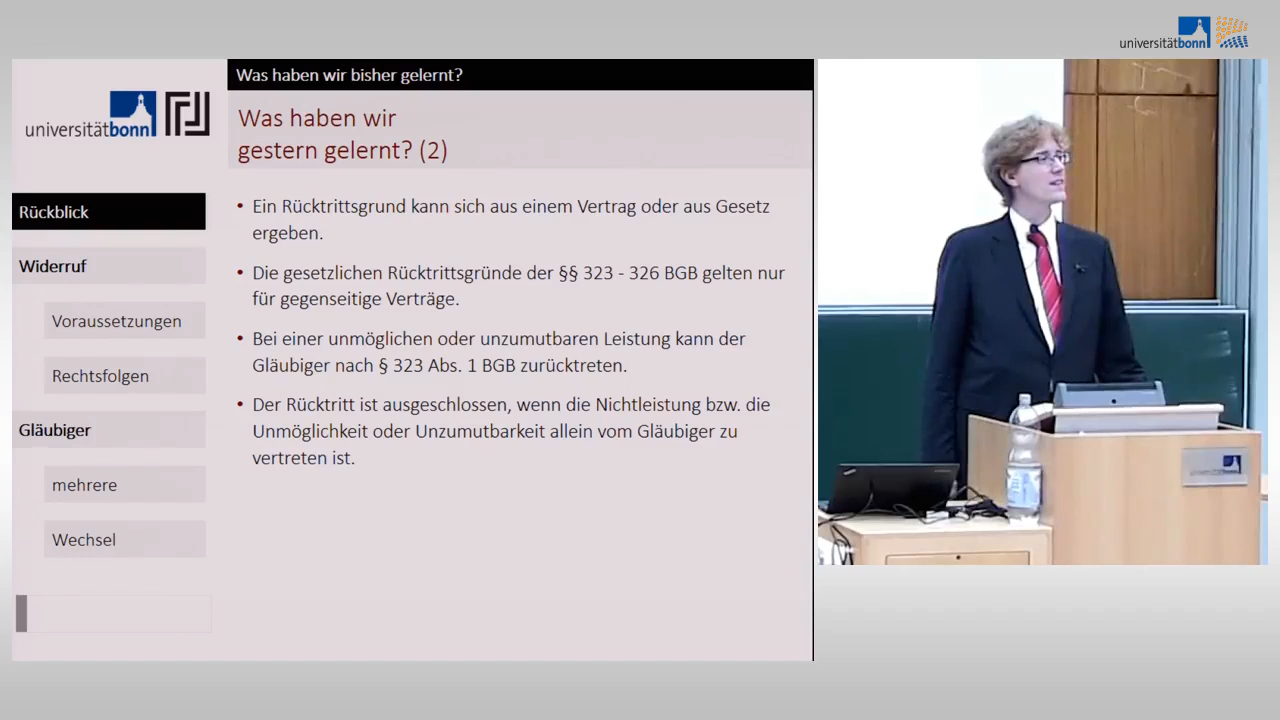 universitätbonn
Was haben wir bisher gelernt?
universitätbonn
Was haben wir
gestern gelernt? (2)
Rückblick
Widerruf
Voraussetzungen
Rechtsfolgen
Gläubiger
mehrere
Wechsel
• Ein Rücktrittsgrund kann sich aus einem Vertrag oder aus Gesetz
ergeben.
• Die gesetzlichen Rücktrittsgründe der §§ 323 - 326 BGB gelten nur
für gegenseitige Verträge.
• Bei einer unmöglichen oder unzumutbaren Leistung kann der
Gläubiger nach § 323 Abs. 1 BGB zurücktreten.
• Der Rücktritt ist ausgeschlossen, wenn die Nichtleistung bzw. die
Unmöglichkeit oder Unzumutbarkeit allein vom Gläubiger zu
vertreten ist.
universitätbonn